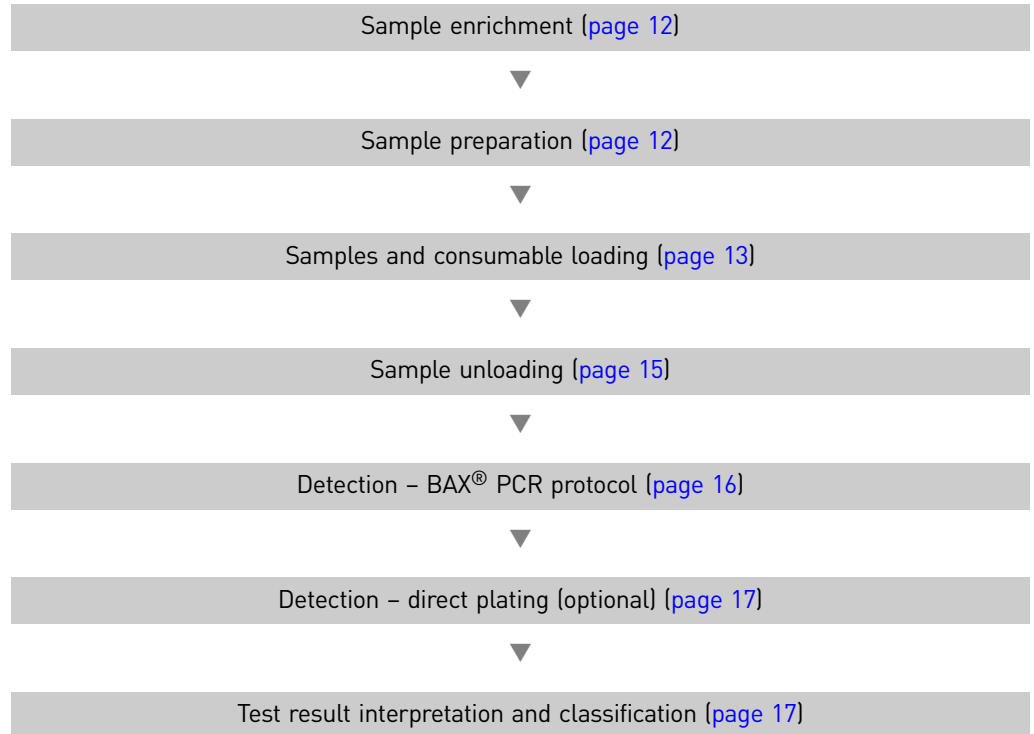 Sample enrichment (page 12)
Sample preparation (page 12)
Samples and consumable loading (page 13)
Sample unloading (page 15)
Detection – BAX® PCR protocol (page 16)
Detection – direct plating (optional) (page 17)
Test result interpretation and classification (page 17)